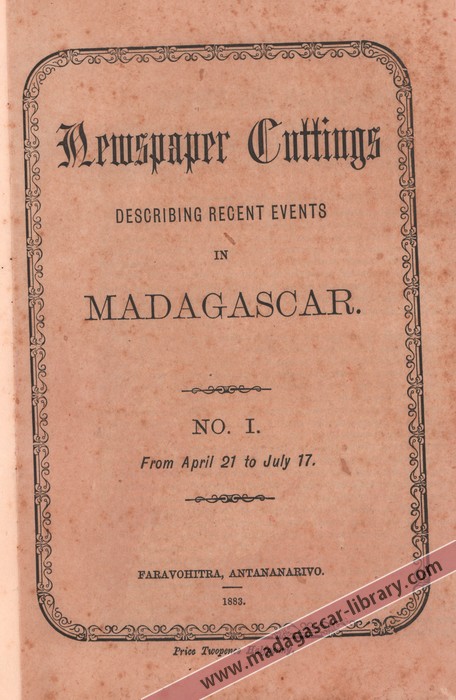 Newspaper Cuttings
DESCRIBING RECENT EVENTS
IN
MADAGASCAR.
NO. I.
From April 21 to July 17.
FARAVOHITRA, ANTANANARIVO.
1883.
Price Twopence
www.madagascar-library.com